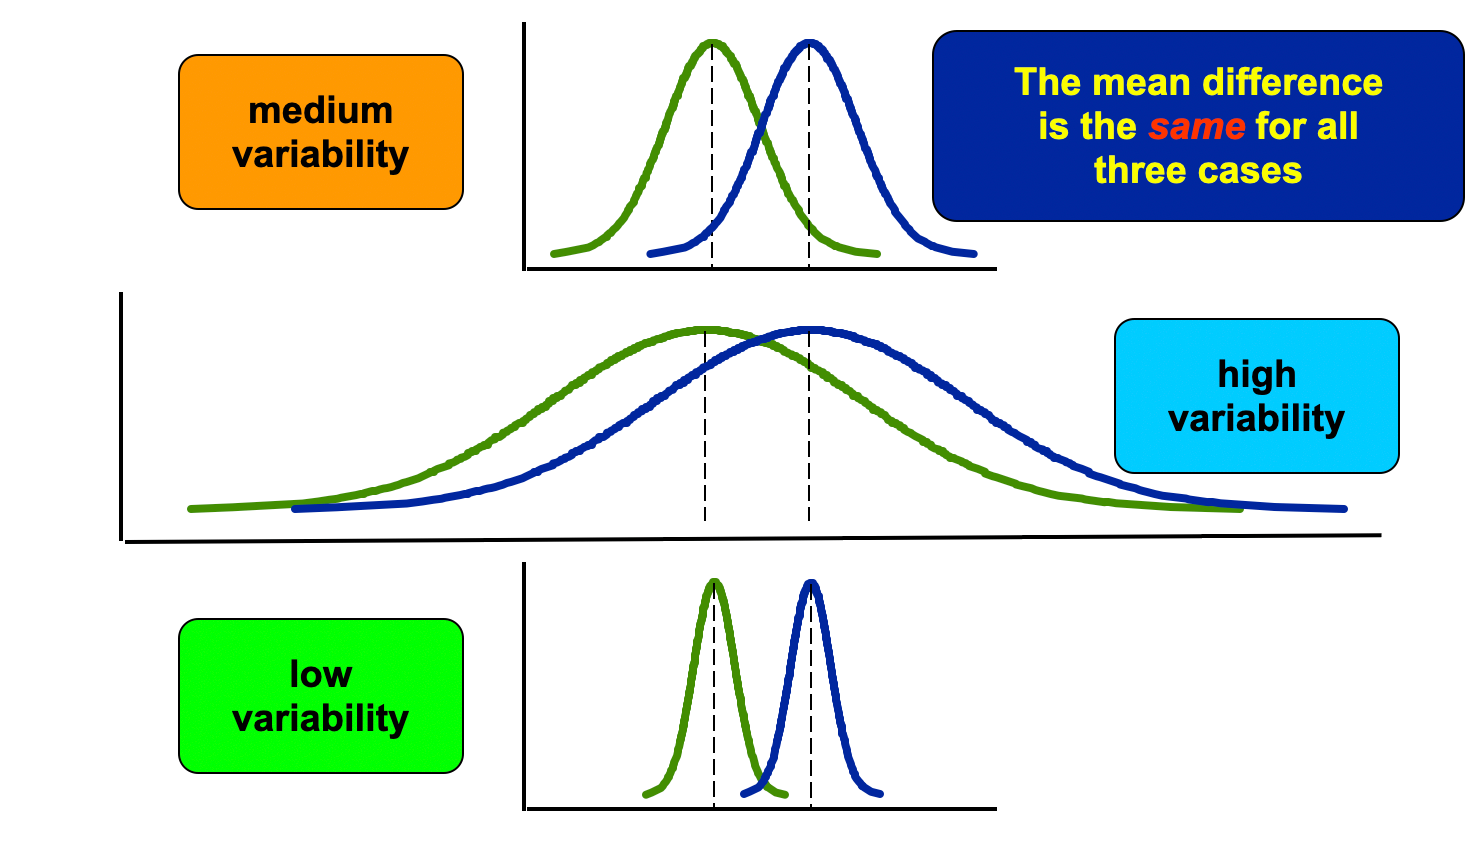 medium
variability
The mean difference
is the same for all
three cases
high
variability
low
variability